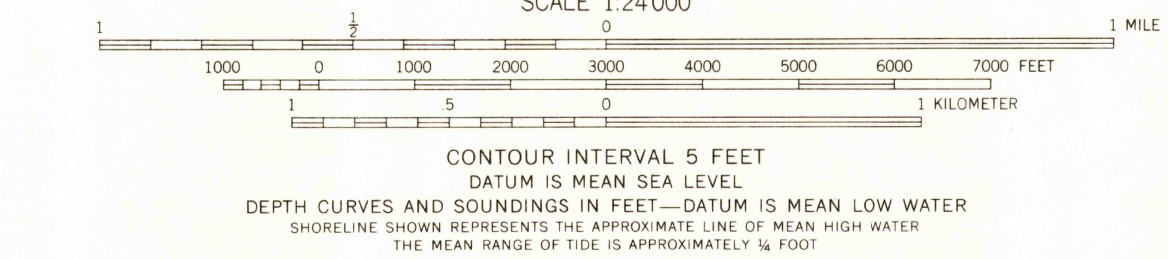 SCALE 1:24 000
1 ½ 0 1 MILE
1000 0 1000 2000 3000 4000 5000 6000 7000 FEET
1 .5 0 1 KILOMETER
CONTOUR INTERVAL 5 FEET
DATUM IS MEAN SEA LEVEL
DEPTH CURVES AND SOUNDINGS IN FEET—DATUM IS MEAN LOW WATER
SHORELINE SHOWN REPRESENTS THE APPROXIMATE LINE OF MEAN HIGH WATER
THE MEAN RANGE OF TIDE IS APPROXIMATELY ¼ FOOT